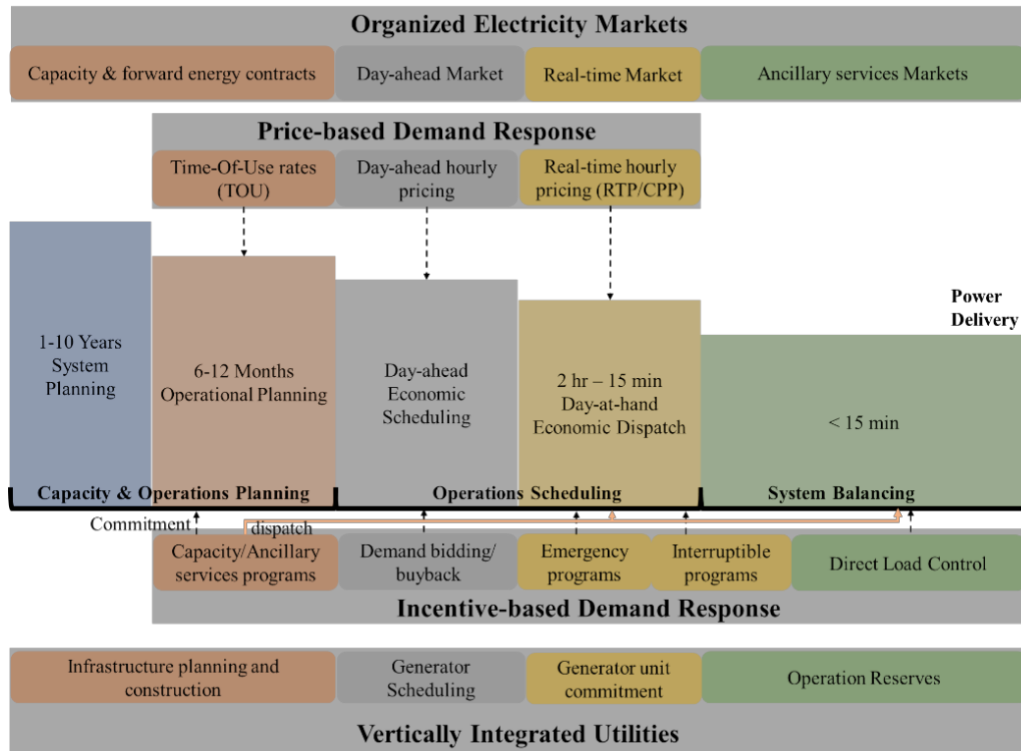 Organized Electricity Markets
Capacity & forward energy contracts
Day-ahead Market
Real-time Market
Ancillary services Markets
Price-based Demand Response
Time-Of-Use rates
(TOU)
Day-ahead hourly
pricing
Real-time hourly
pricing (RTP/CPP)
1-10 Years
System
Planning
6-12 Months
Operational Planning
Day-ahead
Economic
Scheduling
2 hr – 15 min
Day-at-hand
Economic Dispatch
Power
Delivery
< 15 min
Capacity & Operations Planning
Operations Scheduling
System Balancing
Commitment
dispatch
Capacity/Ancillary
services programs
Demand bidding/
buyback
Emergency
programs
Interruptible
programs
Direct Load Control
Incentive-based Demand Response
Infrastructure planning and
construction
Generator
Scheduling
Generator unit
commitment
Operation Reserves
Vertically Integrated Utilities